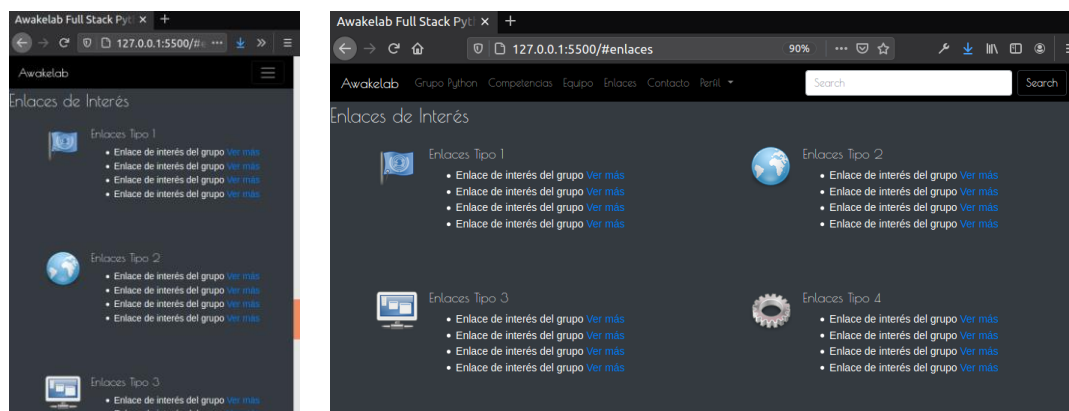 Awakelab Full Stack Pyt
127.0.0.1:5500/#e
Awakelab
Enlaces de Interés
Enlaces Tipo 1
Enlace de interés del grupo Ver más
Enlace de interés del grupo Ver más
Enlace de interés del grupo Ver más
Enlace de interés del grupo Ver más
Enlaces Tipo 2
Enlace de interés del grupo Ver más
Enlace de interés del grupo Ver más
Enlace de interés del grupo Ver más
Enlace de interés del grupo Ver más
Enlaces Tipo 3
Enlace de interés del grupo Ver más
Awakelab Full Stack Pyt
127.0.0.1:5500/#enlaces 90%
Awakelab Grupo Python Competencias Equipo Enlaces Contacto Perfil Search Search
Enlaces de Interés
Enlaces Tipo 1
Enlace de interés del grupo Ver más
Enlace de interés del grupo Ver más
Enlace de interés del grupo Ver más
Enlace de interés del grupo Ver más
Enlaces Tipo 2
Enlace de interés del grupo Ver más
Enlace de interés del grupo Ver más
Enlace de interés del grupo Ver más
Enlace de interés del grupo Ver más
Enlaces Tipo 3
Enlace de interés del grupo Ver más
Enlace de interés del grupo Ver más
Enlace de interés del grupo Ver más
Enlace de interés del grupo Ver más
Enlaces Tipo 4
Enlace de interés del grupo Ver más
Enlace de interés del grupo Ver más
Enlace de interés del grupo Ver más
Enlace de interés del grupo Ver más